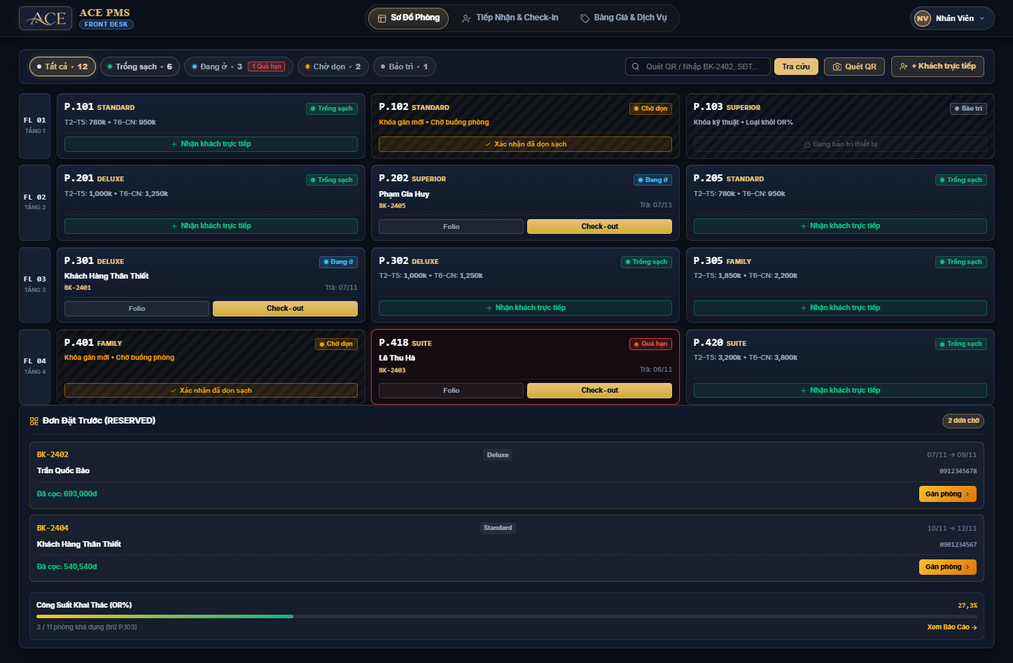 ACE
ACE PMS
FRONT DESK
Sơ Đồ Phòng
Tiếp Nhận & Check-in
Bảng Giá & Dịch Vụ
NV Nhân Viên
Tất cả • 12
Trống sạch • 6
Đang ở • 3 1 Quá hạn
Chờ dọn • 2
Bảo trì • 1
Quét QR / Nhập BK-2402, SĐT...
Tra cứu
Quét QR
+ Khách trực tiếp
FL 01
TẦNG 1
P.101 STANDARD
Trống sạch
T2–T5: 780k • T6–CN: 950k
+ Nhận khách trực tiếp
P.102 STANDARD
Chờ dọn
Khóa gán mới • Chờ buồng phòng
✓ Xác nhận đã dọn sạch
P.103 SUPERIOR
Bảo trì
Khóa kỹ thuật • Loại khỏi OR%
Đang bảo trì thiết bị
FL 02
TẦNG 2
P.201 DELUXE
Trống sạch
T2–T5: 1,000k • T6–CN: 1,250k
+ Nhận khách trực tiếp
P.202 SUPERIOR
Đang ở
Phạm Gia Huy
BK-2405
Trả: 07/11
Folio
Check-out
P.205 STANDARD
Trống sạch
T2–T5: 780k • T6–CN: 950k
+ Nhận khách trực tiếp
FL 03
TẦNG 3
P.301 DELUXE
Đang ở
Khách Hàng Thân Thiết
BK-2401
Trả: 07/11
Folio
Check-out
P.302 DELUXE
Trống sạch
T2–T5: 1,000k • T6–CN: 1,250k
+ Nhận khách trực tiếp
P.305 FAMILY
Trống sạch
T2–T5: 1,850k • T6–CN: 2,200k
+ Nhận khách trực tiếp
FL 04
TẦNG 4
P.401 FAMILY
Chờ dọn
Khóa gán mới • Chờ buồng phòng
✓ Xác nhận đã dọn sạch
P.418 SUITE
Quá hạn
Lê Thu Hà
BK-2403
Trả: 06/11
Folio
Check-out
P.420 SUITE
Trống sạch
T2–T5: 3,200k • T6–CN: 3,800k
+ Nhận khách trực tiếp
Đơn Đặt Trước (RESERVED)
2 đơn chờ
BK-2402
Deluxe
07/11 → 09/11
Trần Quốc Bảo
0912345678
Đã cọc: 693,000đ
Gán phòng ›
BK-2404
Standard
10/11 → 12/11
Khách Hàng Thân Thiết
0901234567
Đã cọc: 540,540đ
Gán phòng ›
Công Suất Khai Thác (OR%)
27,3%
3 / 11 phòng khả dụng (trừ P.103)
Xem Báo Cáo →